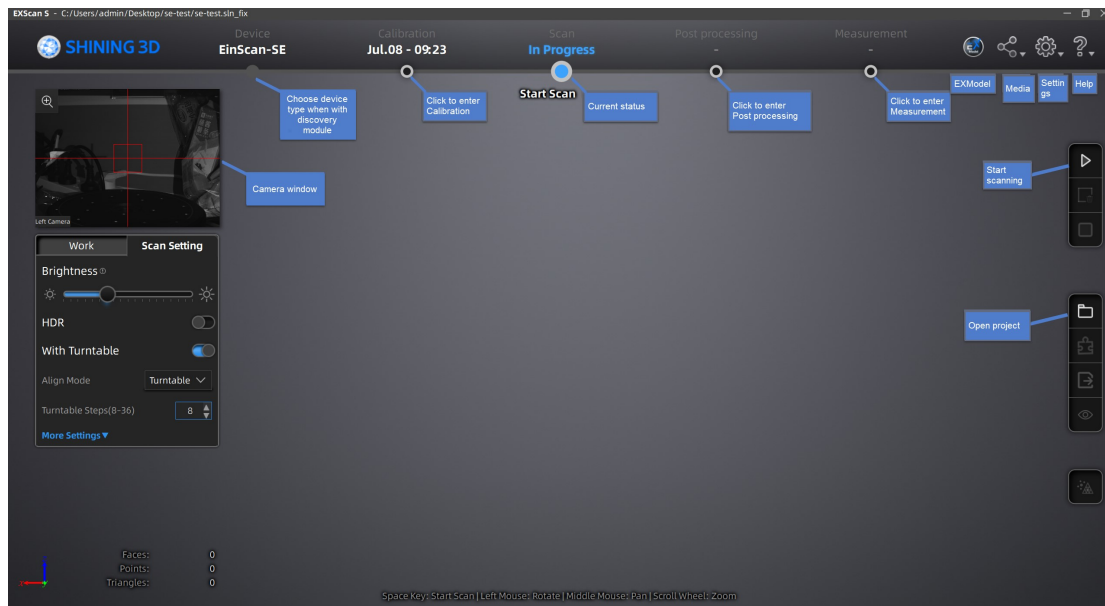 EXScan S - C:/Users/admin/Desktop/se-test/se-test.sln_fix
SHINING 3D
Device
EinScan-SE
Calibration
Jul.08 - 09:23
Scan
In Progress
Post processing
-
Measurement
-
Start Scan
Choose device
type when with
discovery
module
Click to enter
Calibration
Current status
Click to enter
Post processing
Click to enter
Measurement
EXModel
Media
Settin
gs
Help
Camera window
Left Camera
Start
scanning
Work
Scan Setting
Brightness
HDR
With Turntable
Align Mode
Turntable
Turntable Steps(8-36)
8
More Settings▼
Open project
Faces: 0
Points: 0
Triangles: 0
Space Key: Start Scan | Left Mouse: Rotate | Middle Mouse: Pan | Scroll Wheel: Zoom